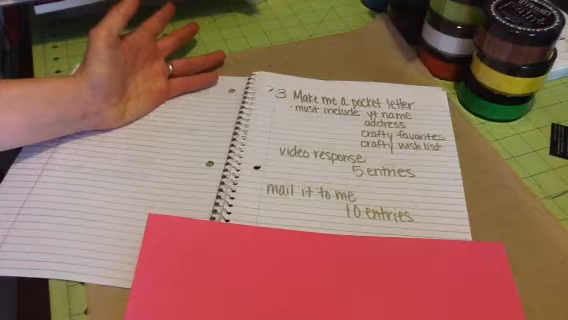 3 Make me a pocket letter
· must include yt name
address
crafty favorites
crafty wish list
video response
5 entries
mail it to me
10 entries